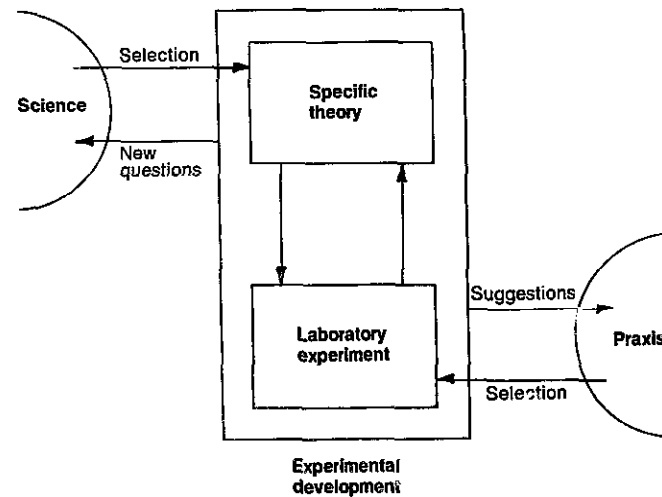 Selection
Science
Specific
theory
New
questions
Suggestions
Laboratory
experiment
Praxis
Selection
Experimental
development